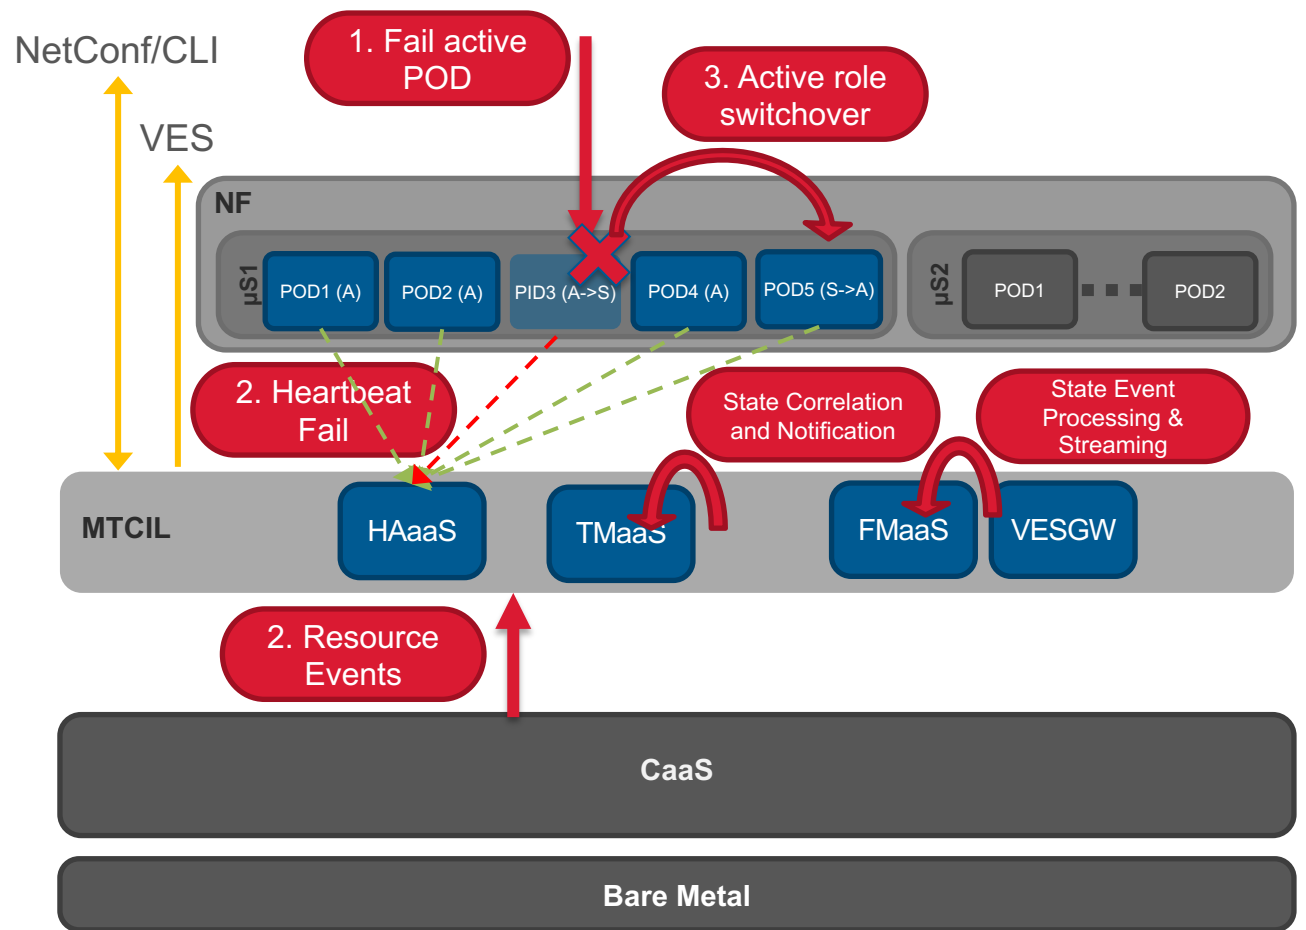 NetConf/CLI
VES
1. Fail active
POD
3. Active role
switchover
NF
µS1
POD1 (A)
POD2 (A)
PID3 (A->S)
POD4 (A)
POD5 (S->A)
µS2
POD1
POD2
2. Heartbeat
Fail
State Correlation
and Notification
State Event
Processing &
Streaming
MTCIL
HAaaS
TMaaS
FMaaS
VESGW
2. Resource
Events
CaaS
Bare Metal